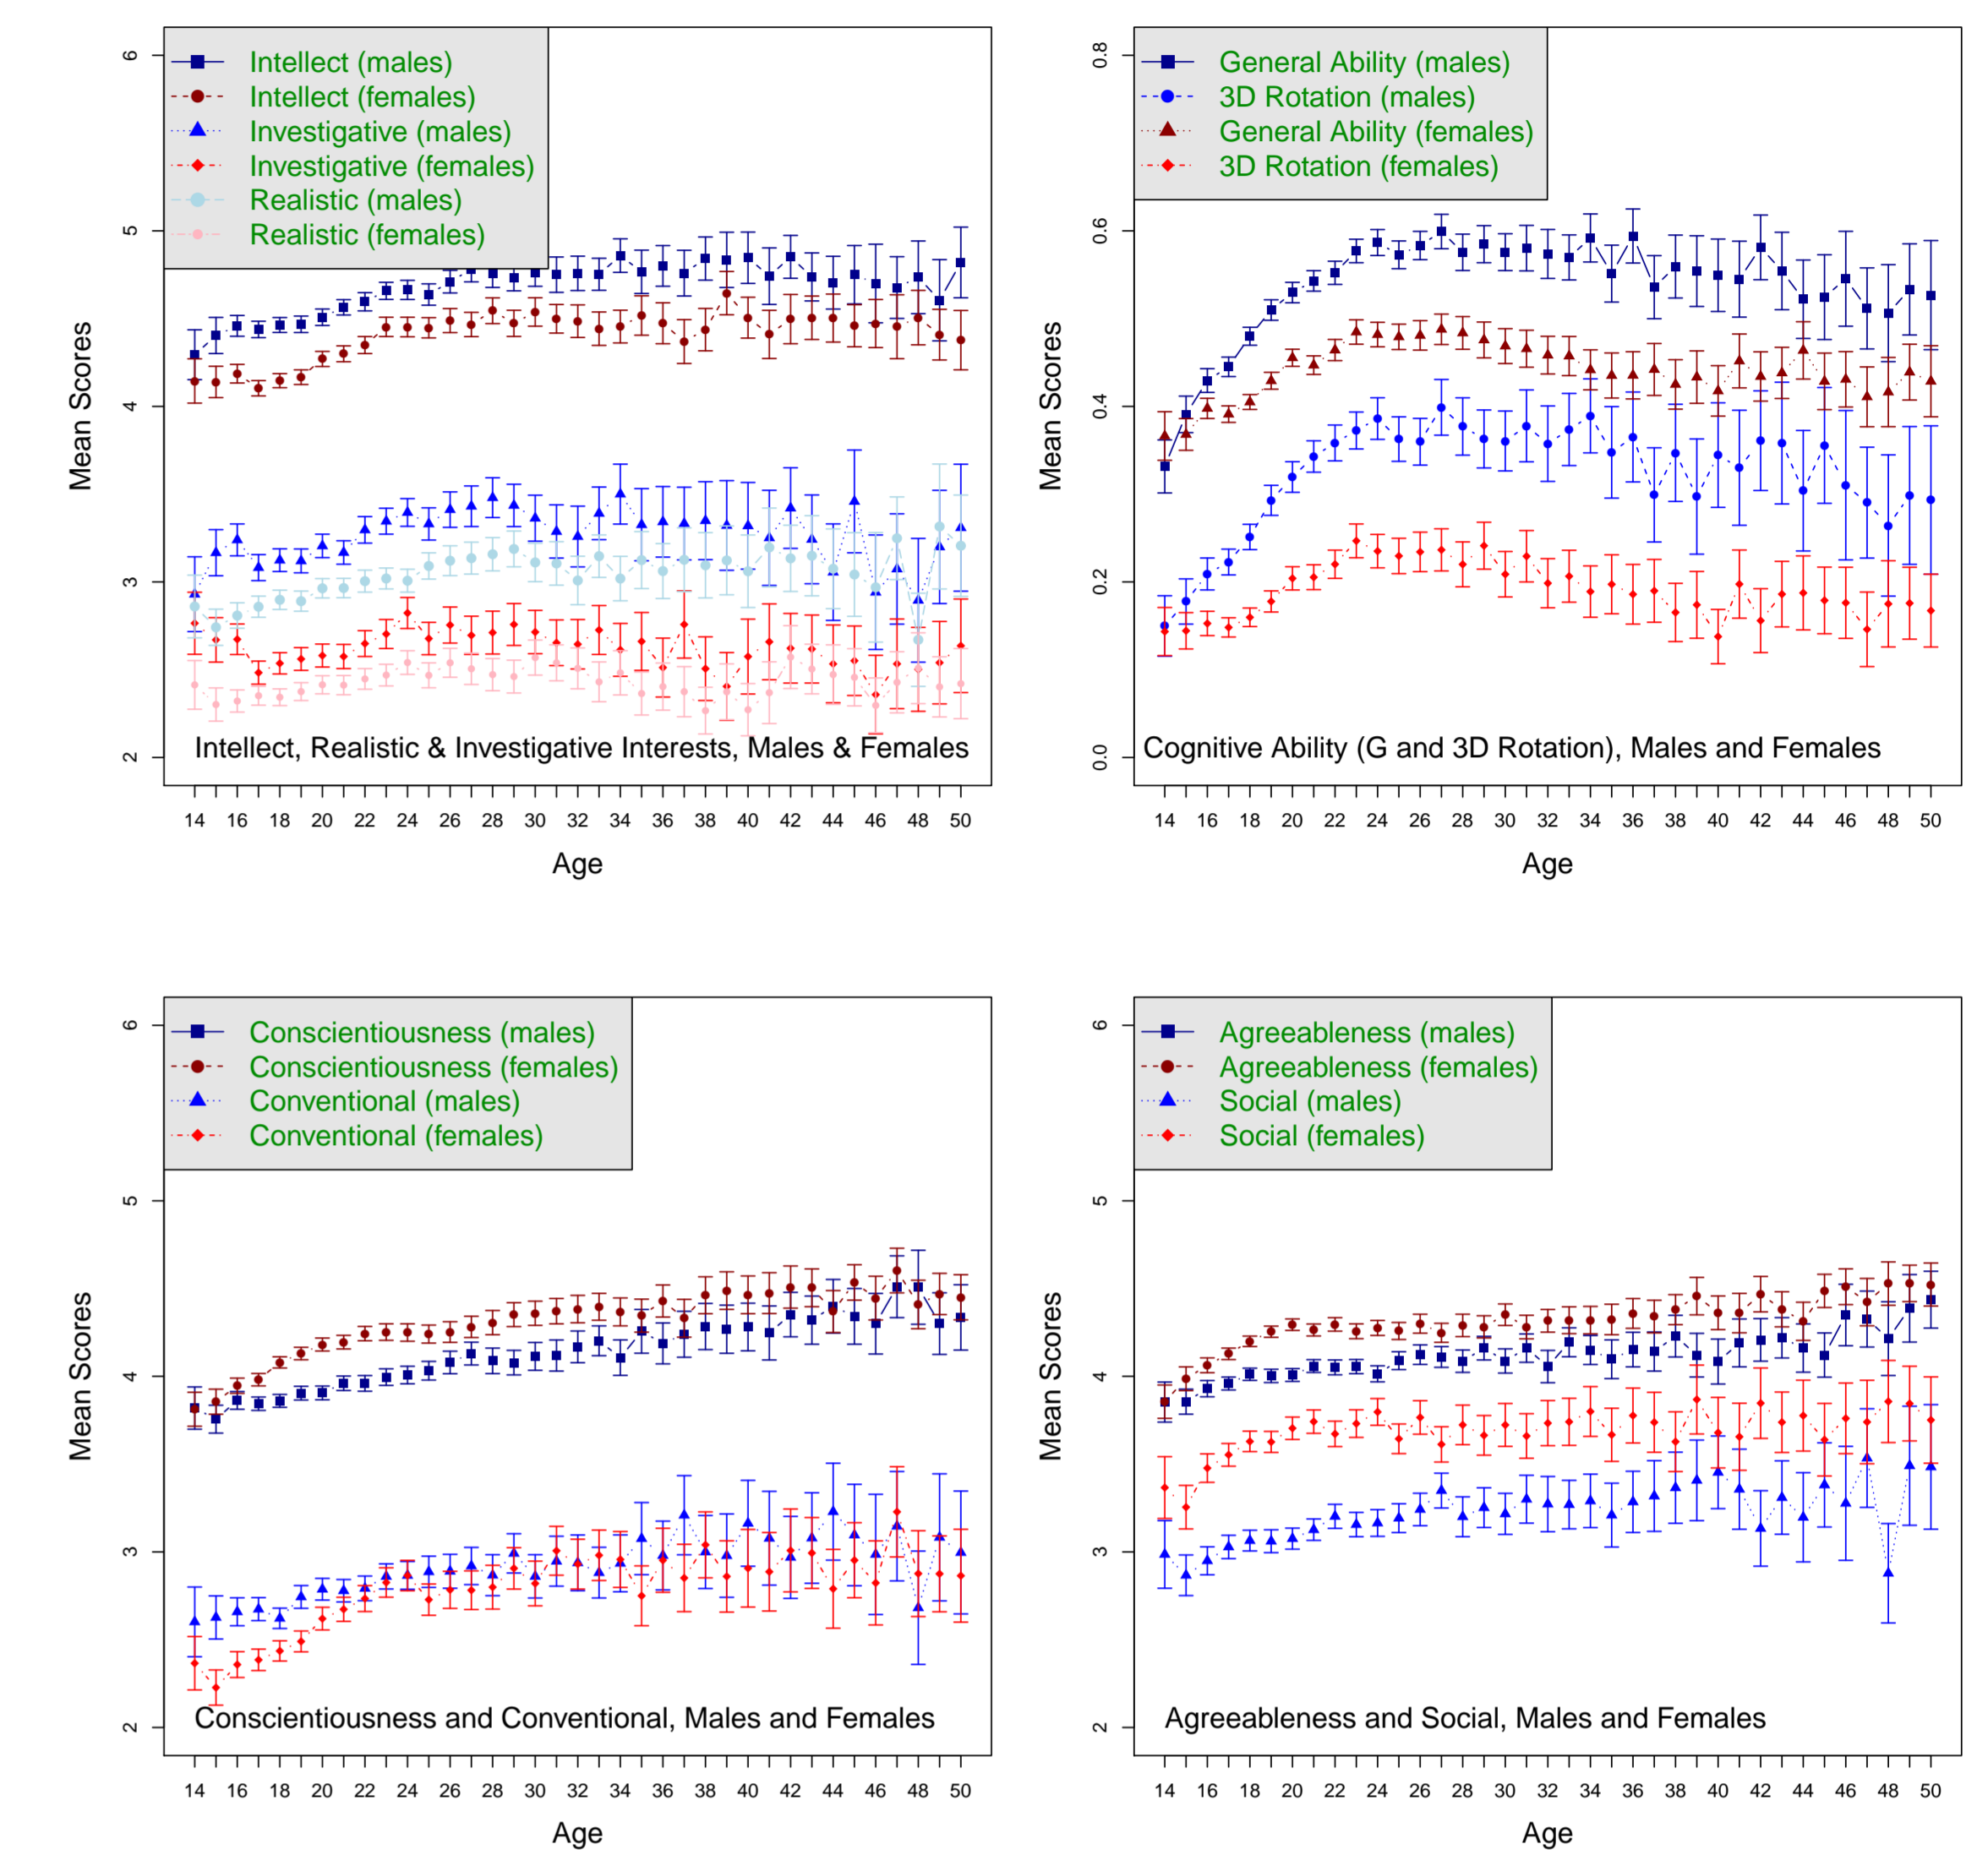 Intellect (males)
Intellect (females)
Investigative (males)
Investigative (females)
Realistic (males)
Realistic (females)
Mean Scores
6
5
4
3
2
Intellect, Realistic & Investigative Interests, Males & Females
14 16 18 20 22 24 26 28 30 32 34 36 38 40 42 44 46 48 50
Age
General Ability (males)
3D Rotation (males)
General Ability (females)
3D Rotation (females)
Mean Scores
0.8
0.6
0.4
0.2
0.0
Cognitive Ability (G and 3D Rotation), Males and Females
14 16 18 20 22 24 26 28 30 32 34 36 38 40 42 44 46 48 50
Age
Conscientiousness (males)
Conscientiousness (females)
Conventional (males)
Conventional (females)
Mean Scores
6
5
4
3
2
Conscientiousness and Conventional, Males and Females
14 16 18 20 22 24 26 28 30 32 34 36 38 40 42 44 46 48 50
Age
Agreeableness (males)
Agreeableness (females)
Social (males)
Social (females)
Mean Scores
6
5
4
3
2
Agreeableness and Social, Males and Females
14 16 18 20 22 24 26 28 30 32 34 36 38 40 42 44 46 48 50
Age